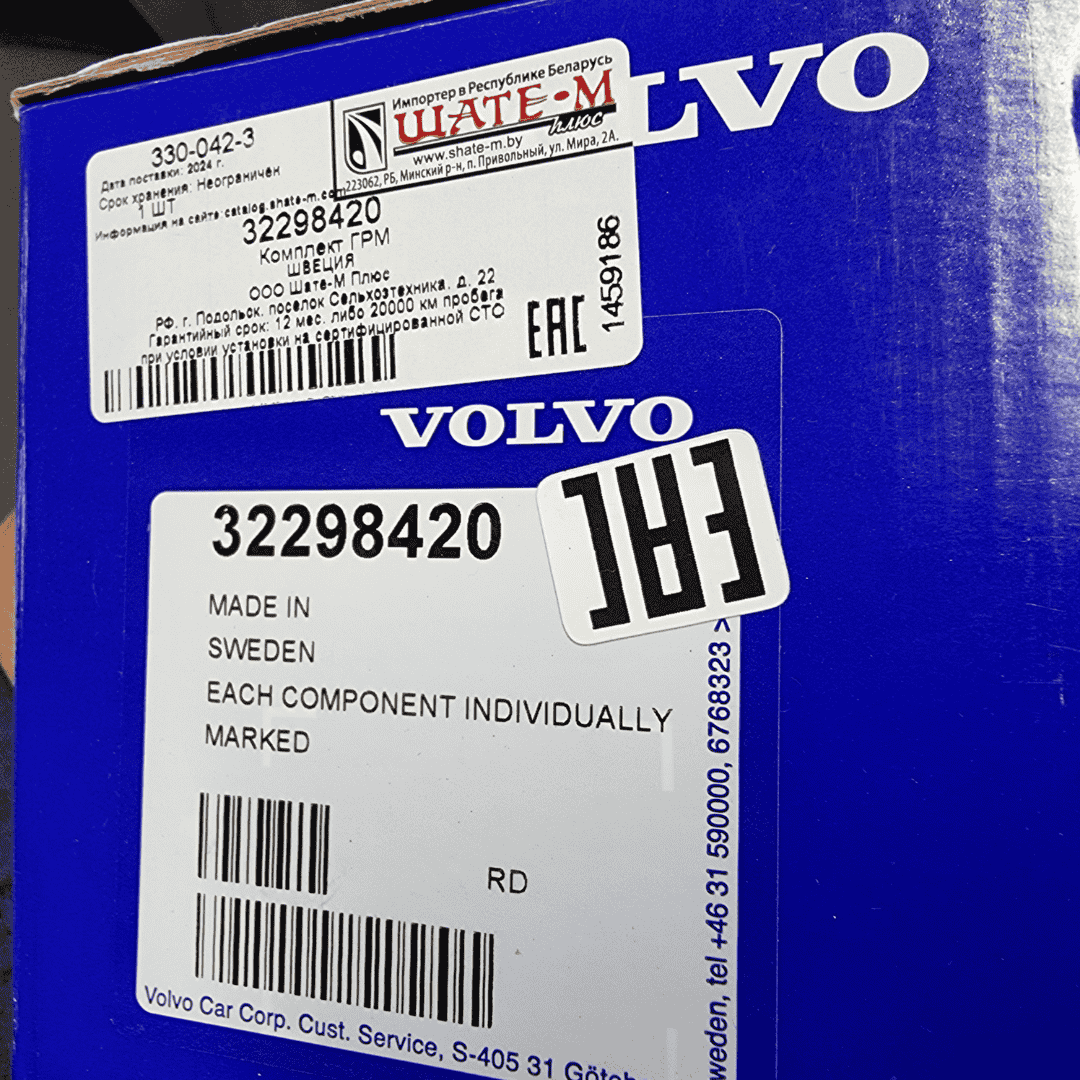 VOLVO
330-042-3
Дата поставки: 2024 г.
Срок хранения: Неограничен
1 ШТ
Информация на сайте: catalog.shate-m.com
Импортер в Республике Беларусь
ШАТЕ-М
плюс
www.shate-m.by
223062, РБ, Минский р-н, п. Привольный, ул. Мира, 2А.
32298420
Комплект ГРМ
ШВЕЦИЯ
ООО Шате-М Плюс
РФ. г. Подольск. поселок Сельхозтехника. д. 22
Гарантийный срок: 12 мес. либо 20000 км пробега
при условии установки на сертифицированной СТО
EAC
1459186
VOLVO
EAC
32298420
MADE IN
SWEDEN
EACH COMPONENT INDIVIDUALLY
MARKED
RD
Volvo Car Corp. Cust. Service, S-405 31
weden, tel +46 31 590000, 6768323 >